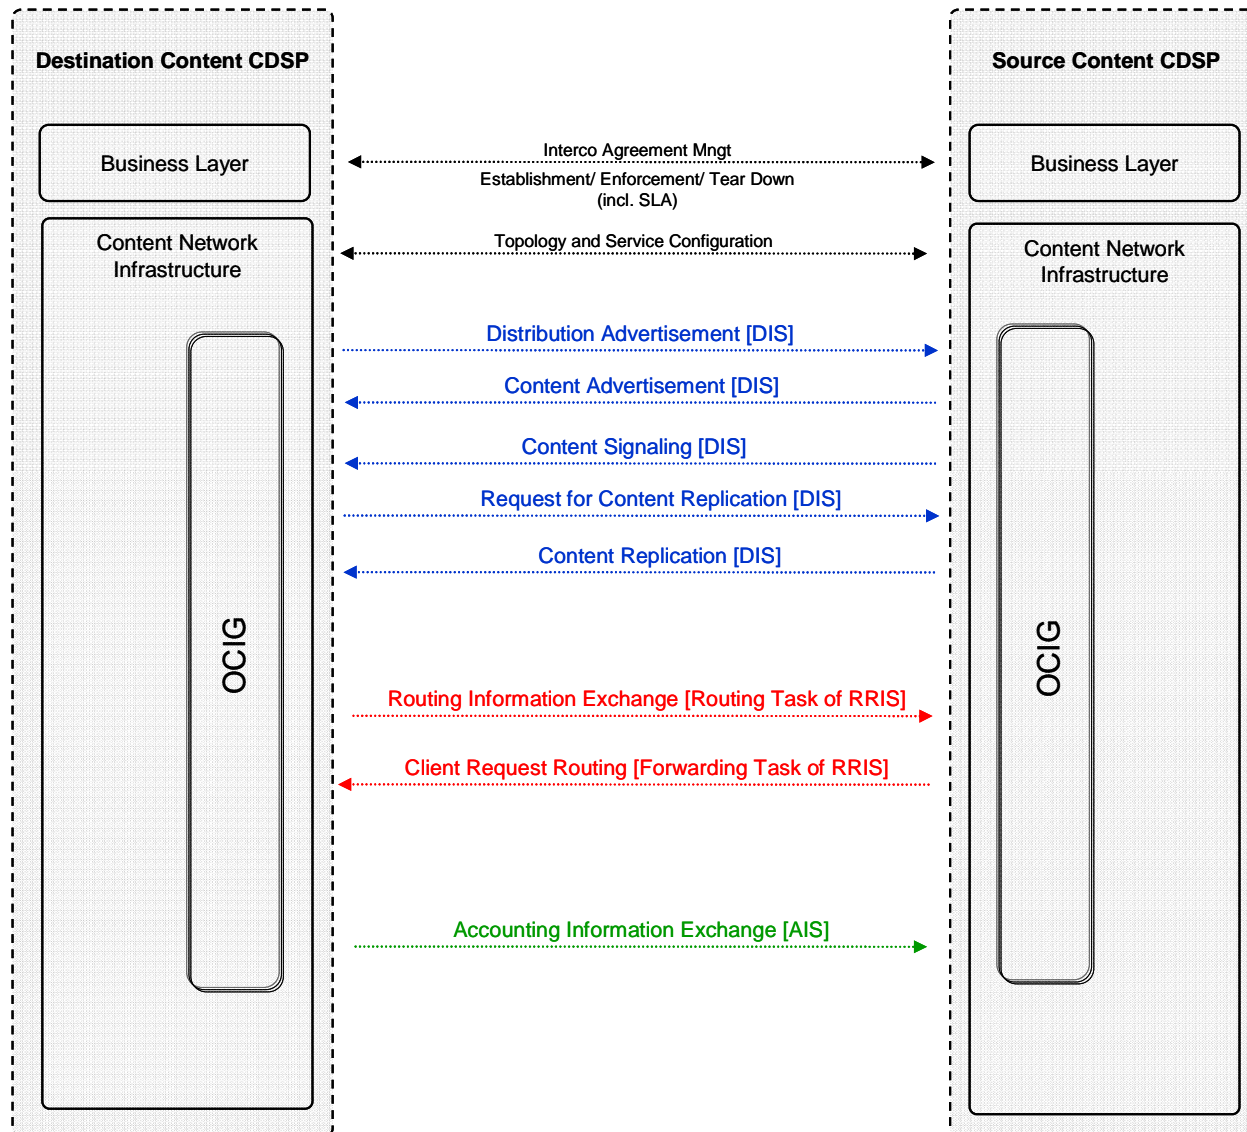 Destination Content CDSP
Source Content CDSP
Business Layer
Interco Agreement Mngt
Establishment/ Enforcement/ Tear Down
(incl. SLA)
Business Layer
Content Network
Infrastructure
Topology and Service Configuration
Content Network
Infrastructure
Distribution Advertisement [DIS]
Content Advertisement [DIS]
Content Signaling [DIS]
Request for Content Replication [DIS]
Content Replication [DIS]
OCIG
OCIG
Routing Information Exchange [Routing Task of RRIS]
Client Request Routing [Forwarding Task of RRIS]
Accounting Information Exchange [AIS]